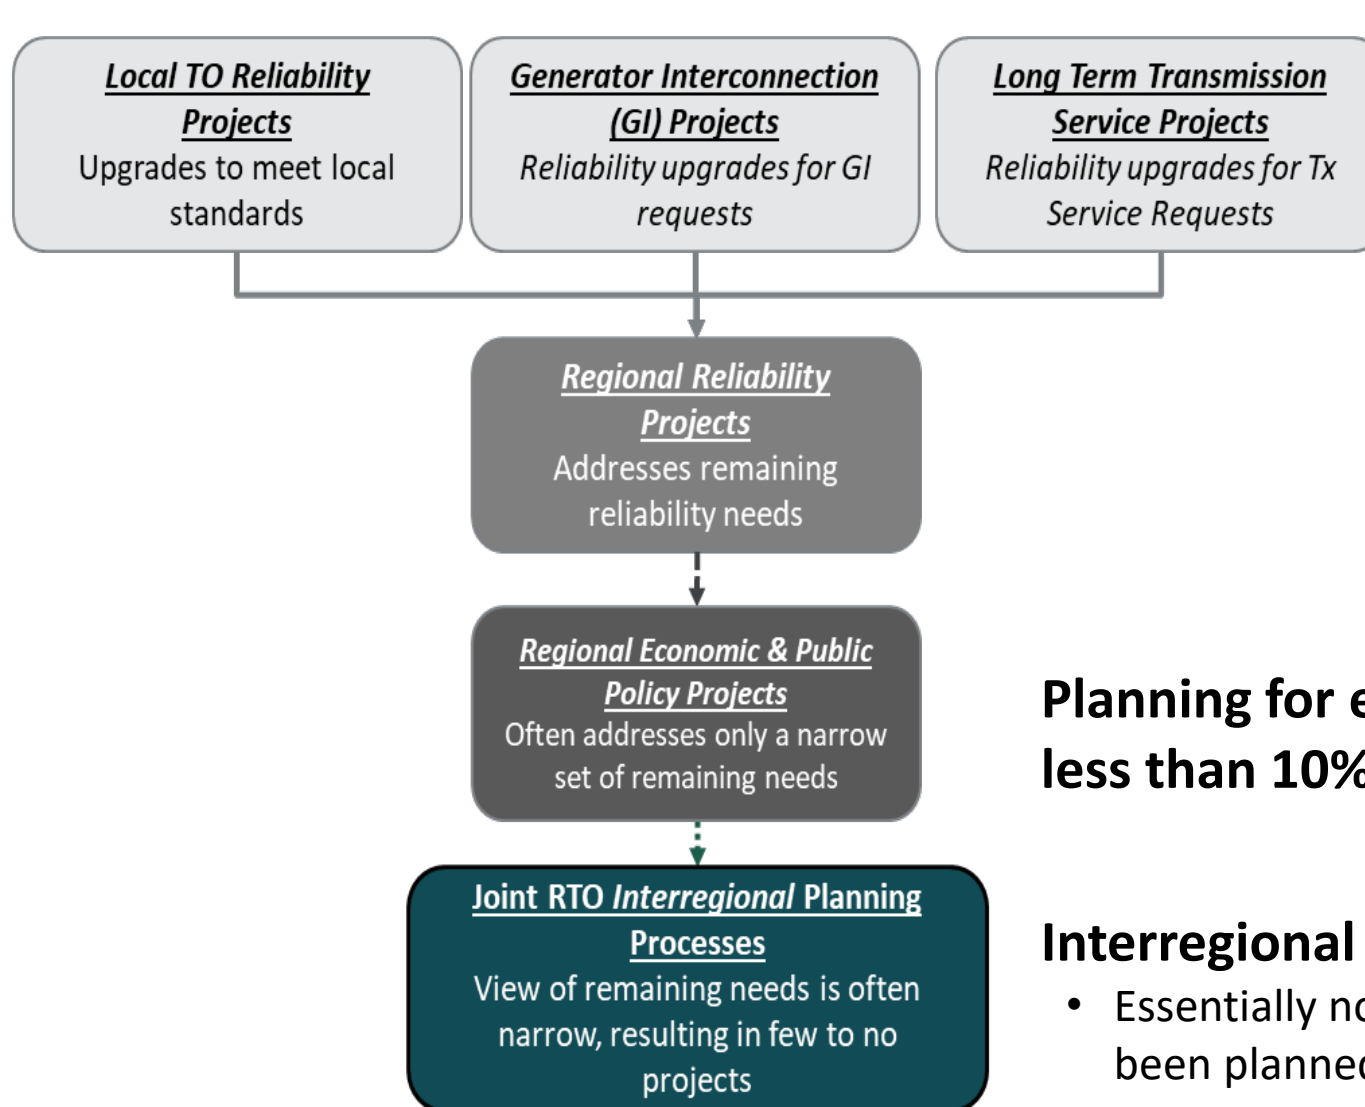 Local TO Reliability
Projects
Upgrades to meet local
standards
Generator Interconnection
(GI) Projects
Reliability upgrades for GI
requests
Long Term Transmission
Service Projects
Reliability upgrades for Tx
Service Requests
Regional Reliability
Projects
Addresses remaining
reliability needs
Regional Economic & Public
Policy Projects
Often addresses only a narrow
set of remaining needs
Joint RTO Interregional Planning
Processes
View of remaining needs is often
narrow, resulting in few to no
projects
Planning for
less than 10%
Interregional
• Essentially
been planned